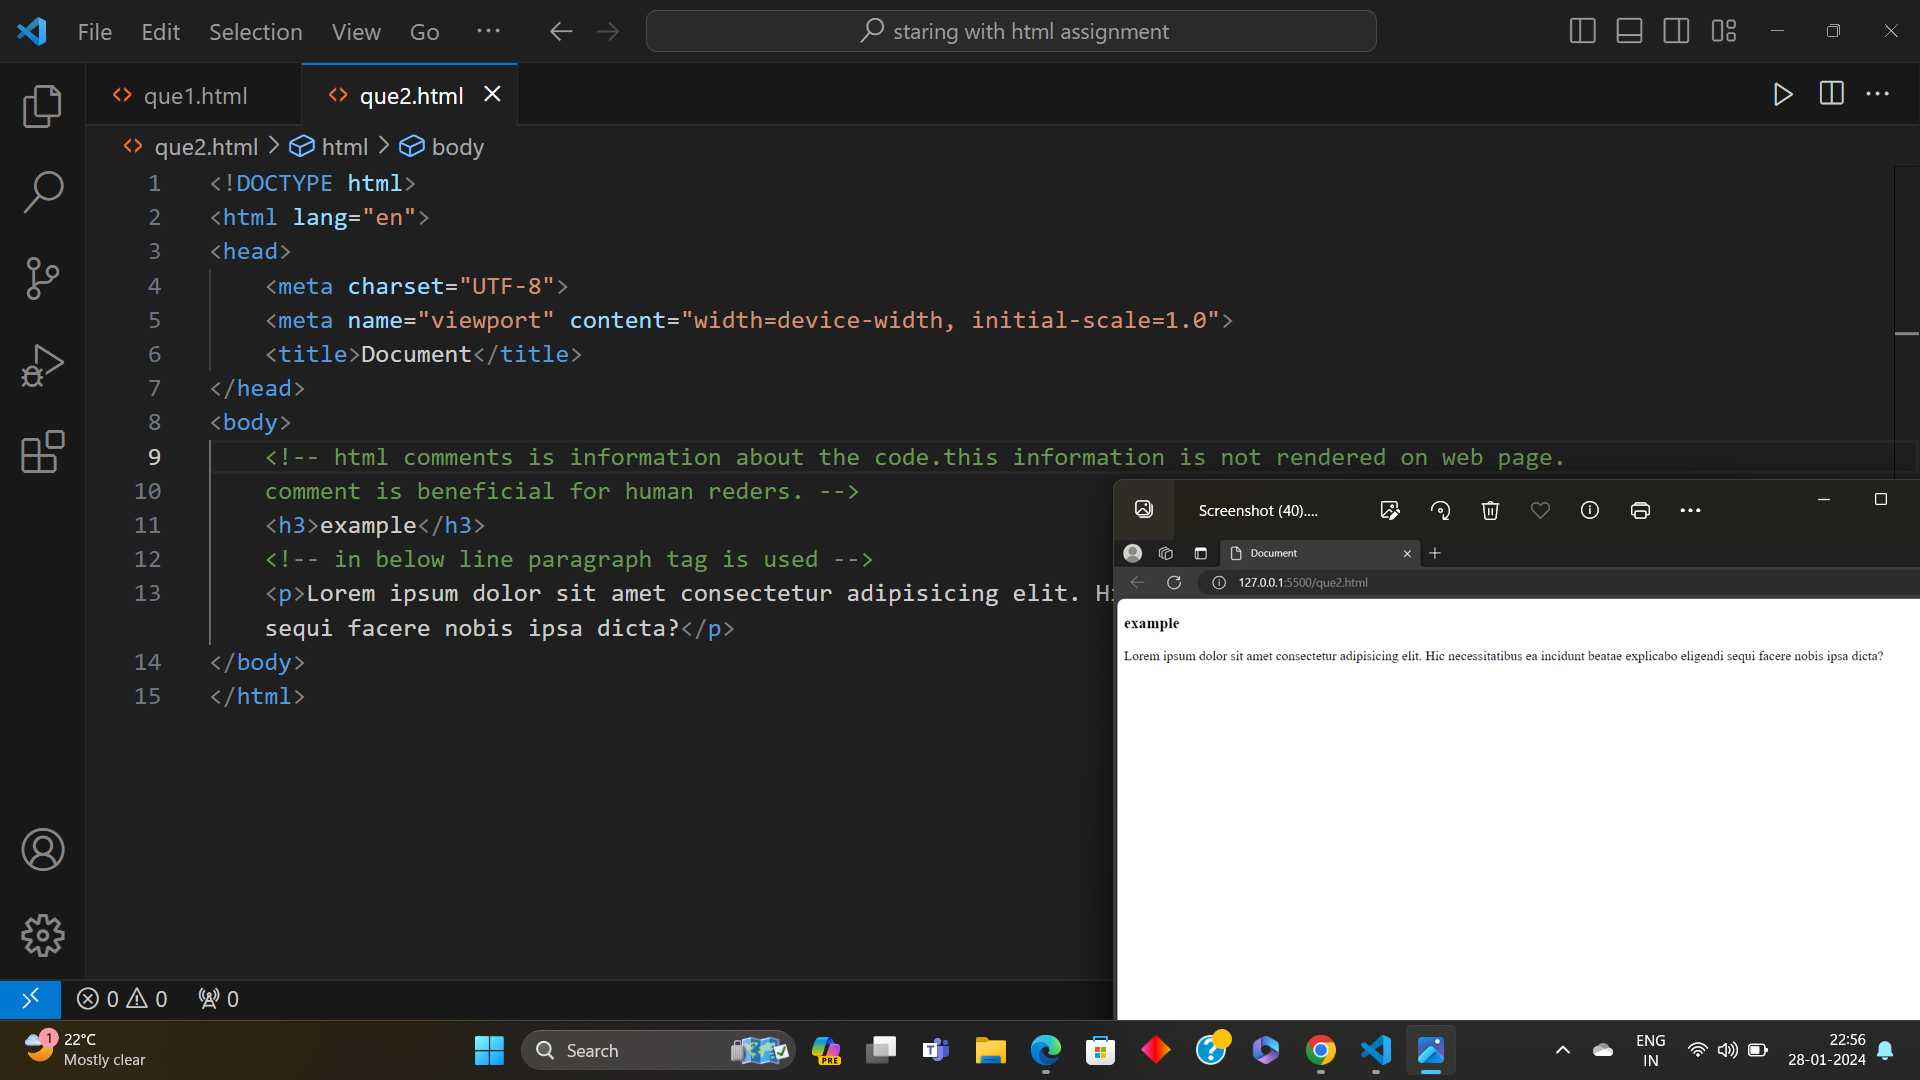 File Edit Selection View Go ··· staring with html assignment
que1.html que2.html
que2.html > html > body
1 <!DOCTYPE html>
2 <html lang="en">
3 <head>
4 <meta charset="UTF-8">
5 <meta name="viewport" content="width=device-width, initial-scale=1.0">
6 <title>Document</title>
7 </head>
8 <body>
9 <!-- html comments is information about the code.this information is not rendered on web page.
10 comment is beneficial for human reders. -->
11 <h3>example</h3>
12 <!-- in below line paragraph tag is used -->
13 <p>Lorem ipsum dolor sit amet consectetur adipisicing elit. Hi
sequi facere nobis ipsa dicta?</p>
14 </body>
15 </html>
Screenshot (40)....
Document
127.0.0.1:5500/que2.html
example
Lorem ipsum dolor sit amet consectetur adipisicing elit. Hic necessitatibus ea incidunt beatae explicabo eligendi sequi facere nobis ipsa dicta?
0 0 0
1
22°C
Mostly clear
Search
PRE
ENG
IN
22:56
28-01-2024